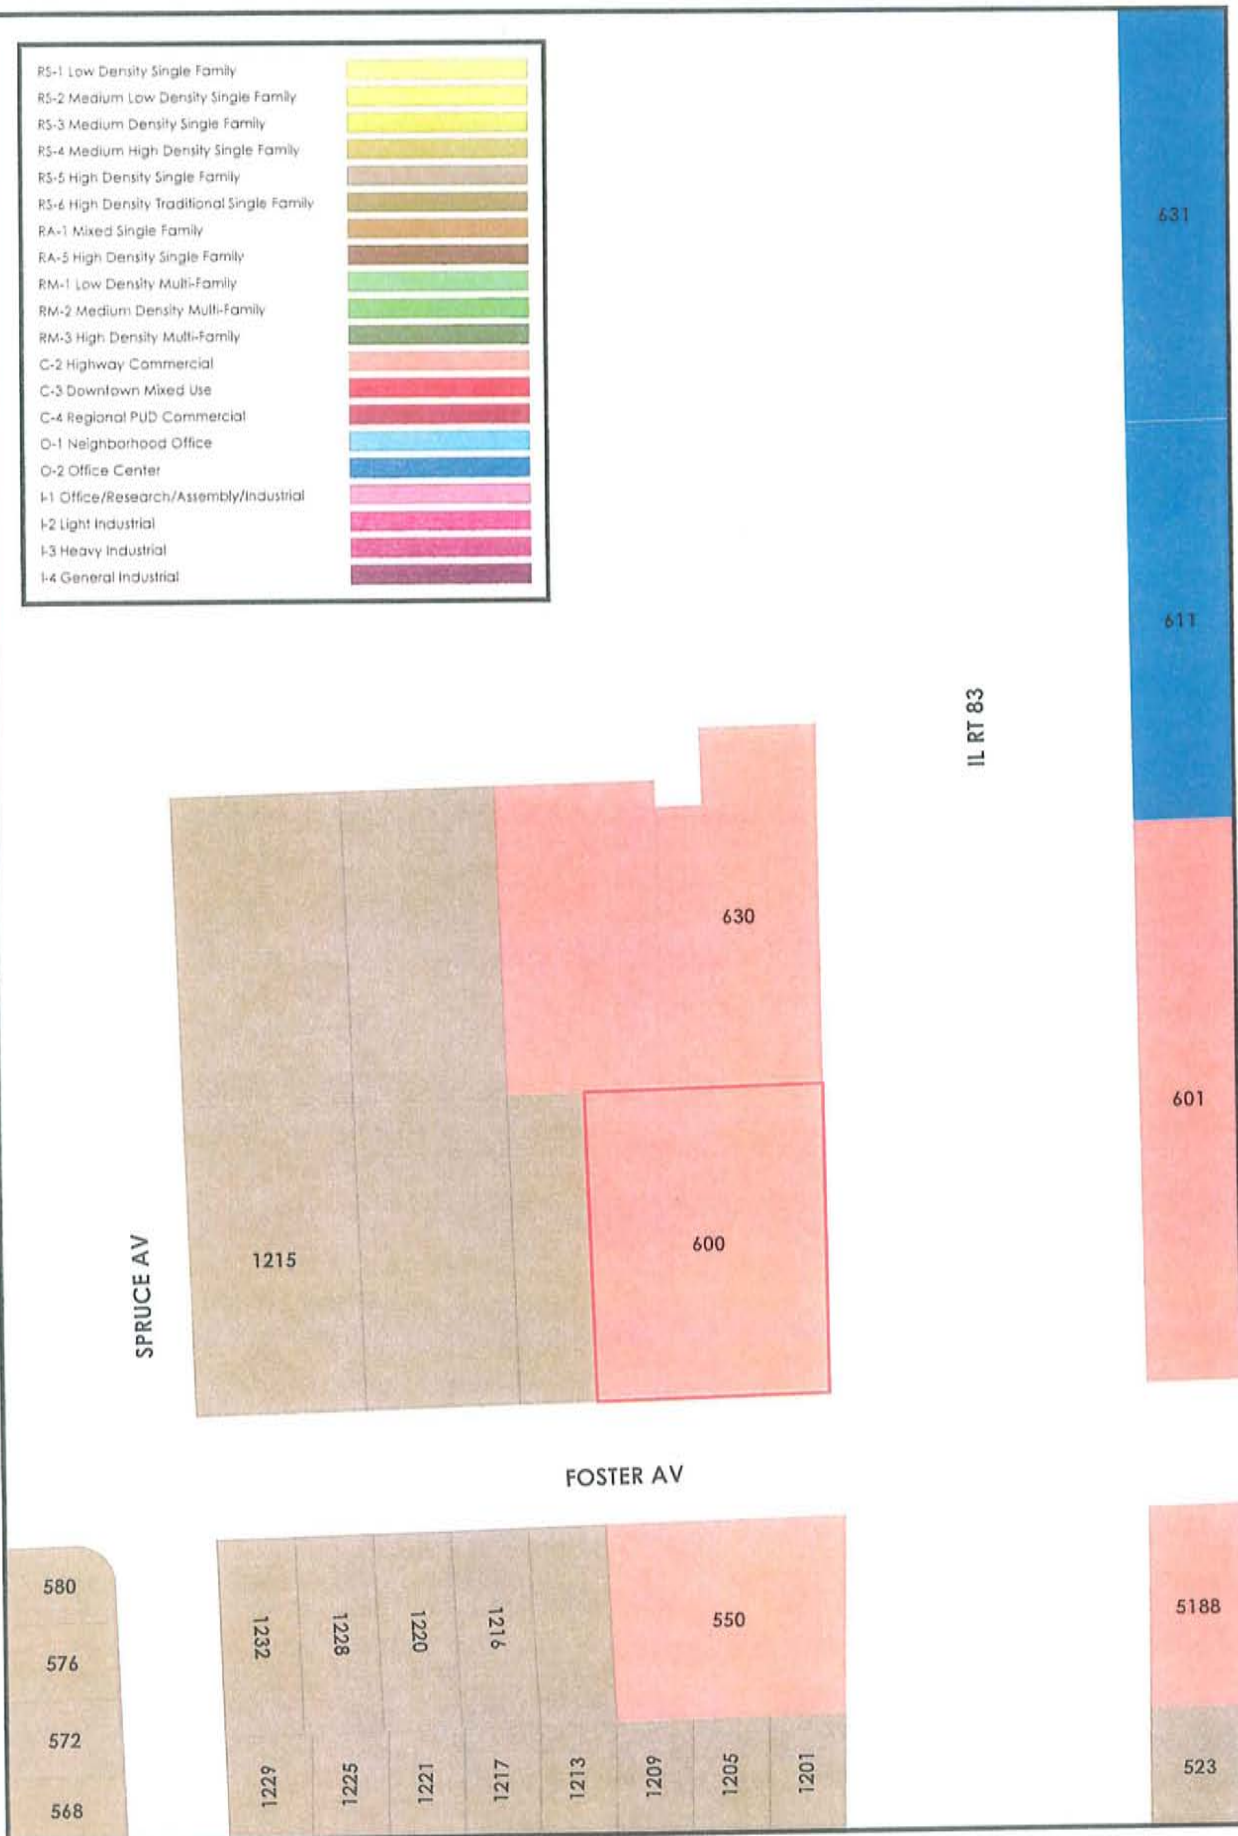 RS-1 Low Density Single Family
RS-2 Medium Low Density Single Family
RS-3 Medium Density Single Family
RS-4 Medium High Density Single Family
RS-5 High Density Single Family
RS-6 High Density Traditional Single Family
RA-1 Mixed Single Family
RA-5 High Density Single Family
RM-1 Low Density Multi-Family
RM-2 Medium Density Multi-Family
RM-3 High Density Multi-Family
C-2 Highway Commercial
C-3 Downtown Mixed Use
C-4 Regional PUD Commercial
O-1 Neighborhood Office
O-2 Office Center
I-1 Office/Research/Assembly/Industrial
I-2 Light Industrial
I-3 Heavy Industrial
I-4 General Industrial
631
611
IL RT 83
630
601
600
1215
SPRUCE AV
FOSTER AV
580
576
572
568
1232
1228
1220
1216
550
5188
1229
1225
1221
1217
1213
1209
1205
1201
523